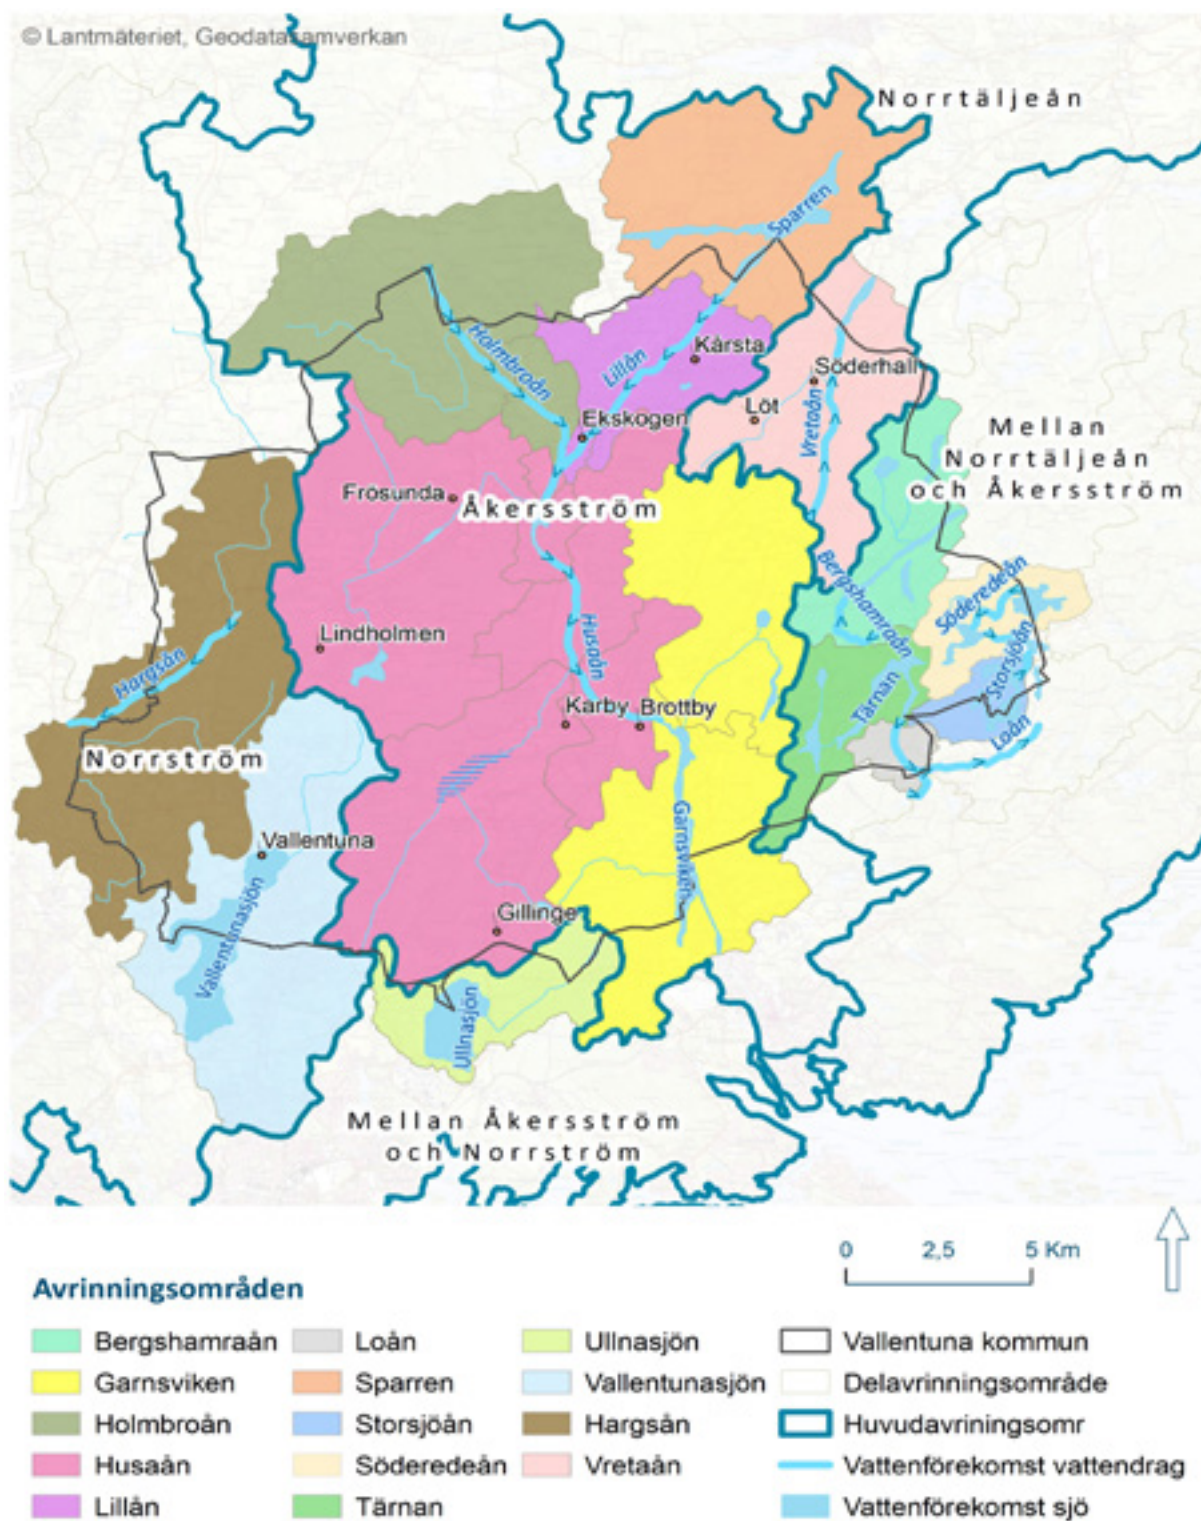 © Lantmäteriet, Geodatasamverkan
Norrtäljeån
Sparren
Holmbroån
Lillån
Kårsta
Söderhall
Löt
Vretaån
Ekskogen
Mellan
Norrtäljeån
och Åkersström
Frösunda
Åkersström
Bergshamraån
Söderedeån
Husaån
Lindholmen
Hargsån
Storsjöån
Tärnan
Karby
Brottby
Loån
Norrström
Garnsviken
Vallentuna
Vallentunasjön
Gillinge
Ullnasjön
Mellan Åkersström
och Norrström
0 2,5 5 Km
Avrinningsområden
Bergshamraån
Garnsviken
Holmbroån
Husaån
Lillån
Loån
Sparren
Storsjöån
Söderedeån
Tärnan
Ullnasjön
Vallentunasjön
Hargsån
Vretaån
Vallentuna kommun
Delavrinningsområde
Huvudavriningsomr
Vattenförekomst vattendrag
Vattenförekomst sjö